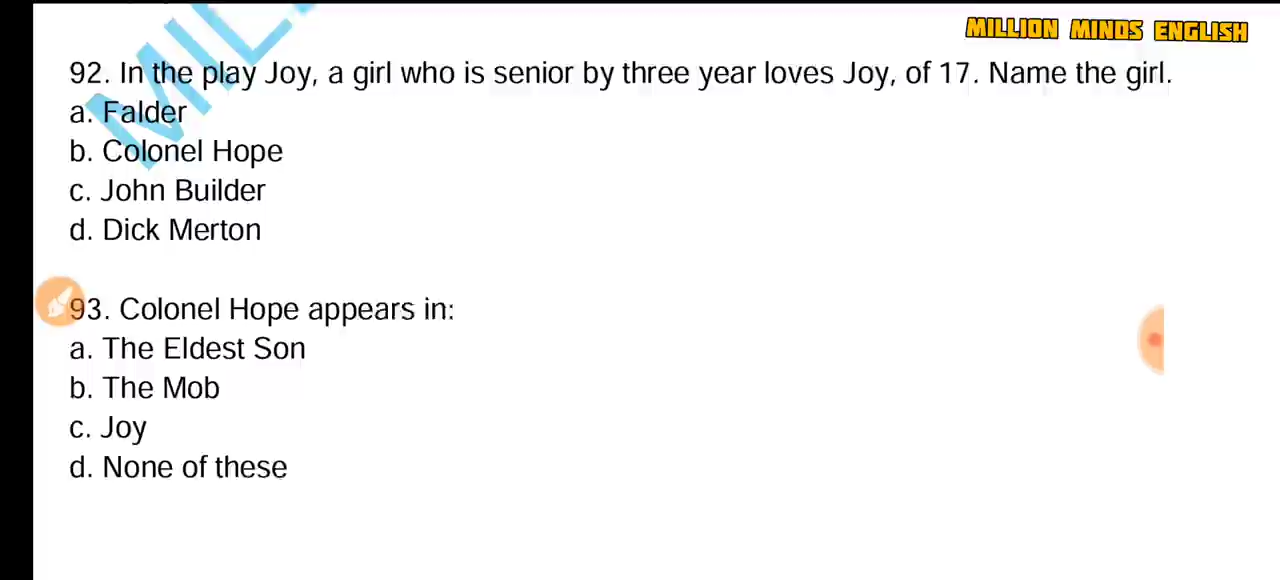 MILLION MINDS ENGLISH
MIL
92. In the play Joy, a girl who is senior by three year loves Joy, of 17. Name the girl.
a. Falder
b. Colonel Hope
c. John Builder
d. Dick Merton
93. Colonel Hope appears in:
a. The Eldest Son
b. The Mob
c. Joy
d. None of these